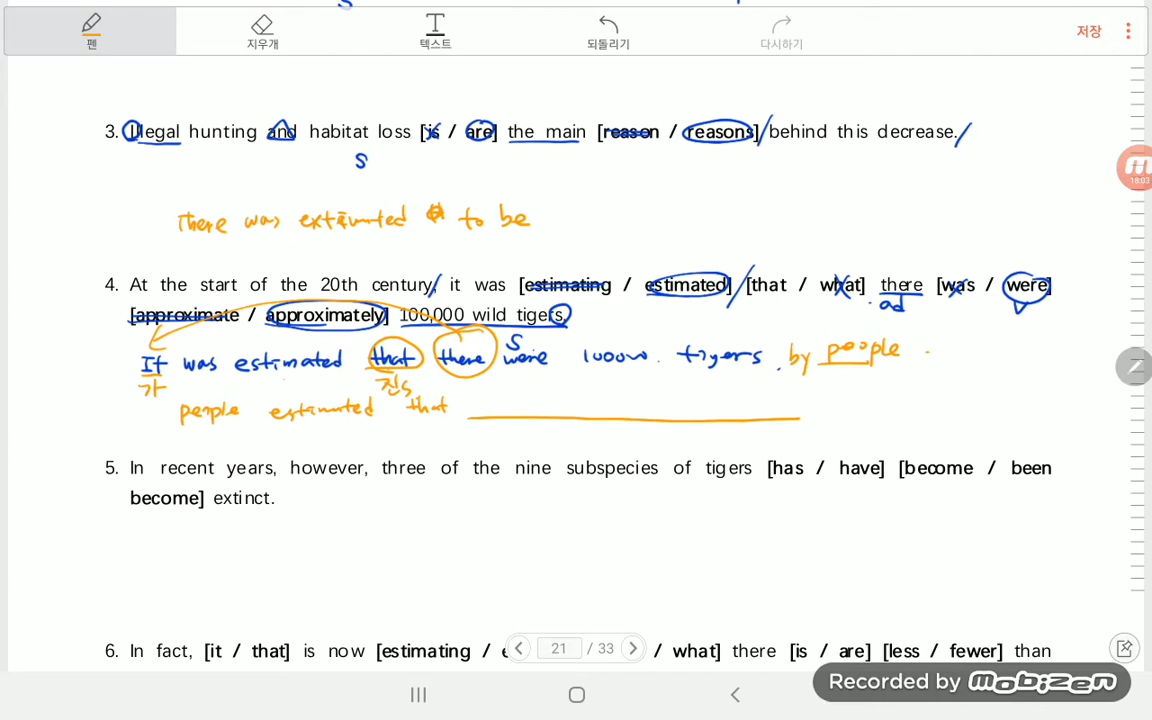 펜
지우개
텍스트
되돌리기
다시하기
저장
3. Illegal hunting and habitat loss [is / are] the main [reason / reasons] behind this decrease.
S
18:03
There was extimated to be
4. At the start of the 20th century, it was [estimating / estimated] [that / what] there [was / were]
ad V
[approximate / approximately] 100,000 wild tigers.
S
It was estimated that there were 10000. tigers. by people.
가 진S
people estimated that
5. In recent years, however, three of the nine subspecies of tigers [has / have] [become / been
become] extinct.
6. In fact, [it / that] is now [estimating / / what] there [is / are] [less / fewer] than
21 / 33
Recorded by mobizen